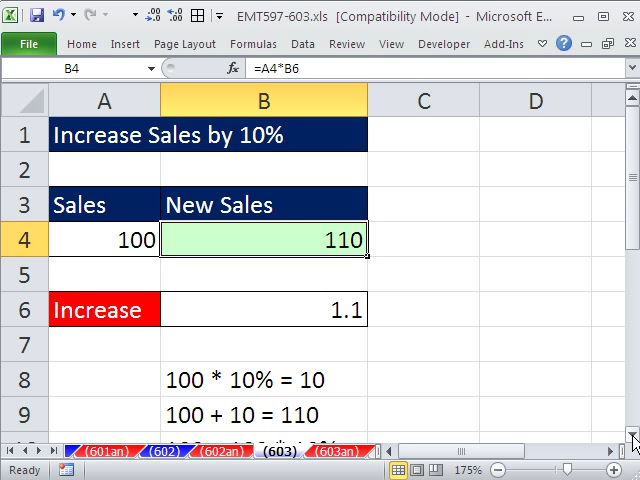 EMT597-603.xls [Compatibility Mode] - Microsoft E...
File Home Insert Page Layout Formulas Data Review View Developer Add-Ins
B4 fx =A4*B6
A B C D
1 Increase Sales by 10%
2
3 Sales New Sales
4 100 110
5
6 Increase 1.1
7
8 100 * 10% = 10
9 100 + 10 = 110
(601an) (602) (602an) (603) (603an)
Ready 175%